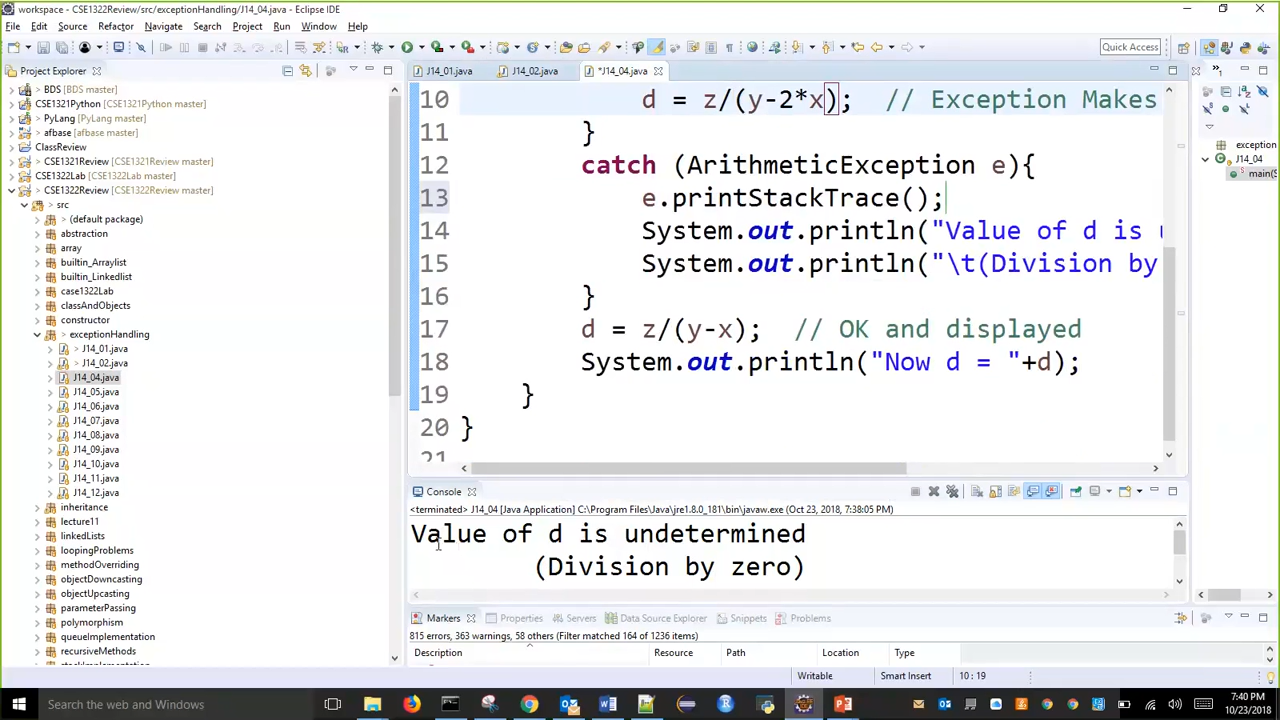 workspace - CSE1322Review/src/exceptionHandling/J14_04.java - Eclipse IDE
File Edit Source Refactor Navigate Search Project Run Window Help
Quick Access
Project Explorer
BDS [BDS master]
CSE1321Python [PyLang master]
PyLang [PyLang master]
afbase [afbase master]
ClassReview
CSE1321Review [CSE1321Review master]
CSE1322Lab [CSE1322Lab master]
CSE1322Review [CSE1322Review master]
src
(default package)
abstraction
array
builtin_Arraylist
builtin_Linkedlist
case1322Lab
classAndObjects
constructor
exceptionHandling
J14_01.java
J14_02.java
J14_04.java
J14_05.java
J14_06.java
J14_07.java
J14_08.java
J14_09.java
J14_10.java
J14_11.java
J14_12.java
inheritance
lecture11
linkedLists
loopingProblems
methodOverriding
objectDowncasting
objectUpcasting
parameterPassing
polymorphism
queueImplementation
recursiveMethods
J14_01.java J14_02.java *J14_04.java
10 d = z/(y-2*x); // Exception Makes
11 }
12 catch (ArithmeticException e){
13 e.printStackTrace();
14 System.out.println("Value of d is u
15 System.out.println("\t(Division by
16 }
17 d = z/(y-x); // OK and displayed
18 System.out.println("Now d = "+d);
19 }
20 }
21
exception
J14_04
main(S
Console
<terminated> J14_04 [Java Application] C:\Program Files\Java\jre1.8.0_181\bin\javaw.exe (Oct 23, 2018, 7:38:05 PM)
Value of d is undetermined
(Division by zero)
Markers Properties Servers Data Source Explorer Snippets Problems
815 errors, 363 warnings, 58 others (Filter matched 164 of 1236 items)
Description Resource Path Location Type
Writable Smart Insert 10 : 19
Search the web and Windows
7:40 PM
10/23/2018